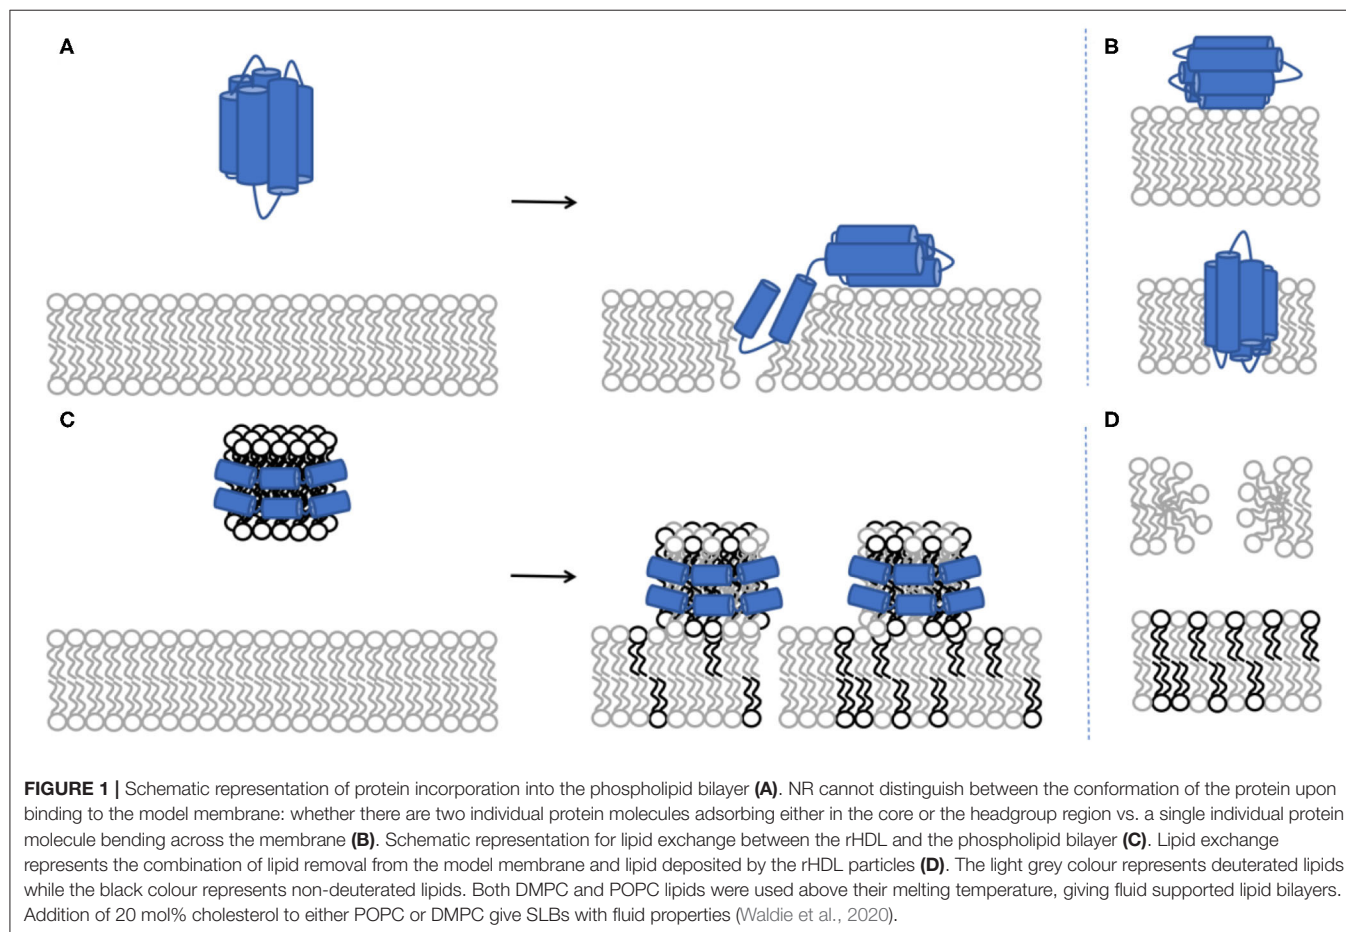 A
B
C
D
FIGURE 1 | Schematic representation of protein incorporation into the phospholipid bilayer (A). NR cannot distinguish between the conformation of the protein upon
binding to the model membrane: whether there are two individual protein molecules adsorbing either in the core or the headgroup region vs. a single individual protein
molecule bending across the membrane (B). Schematic representation for lipid exchange between the rHDL and the phospholipid bilayer (C). Lipid exchange
represents the combination of lipid removal from the model membrane and lipid deposited by the rHDL particles (D). The light grey colour represents deuterated lipids
while the black colour represents non-deuterated lipids. Both DMPC and POPC lipids were used above their melting temperature, giving fluid supported lipid bilayers.
Addition of 20 mol% cholesterol to either POPC or DMPC give SLBs with fluid properties (Waldie et al., 2020).